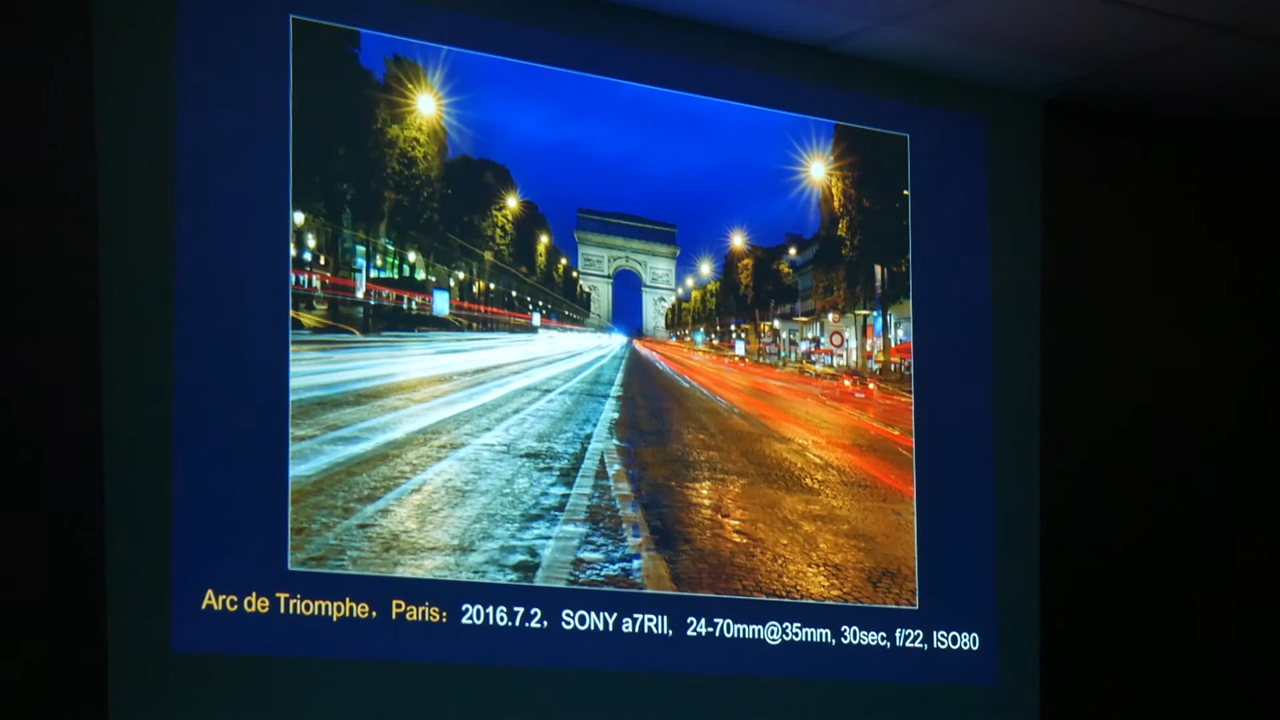 Arc de Triomphe，Paris：2016.7.2，SONY a7RII，24-70mm@35mm, 30sec, f/22, ISO80